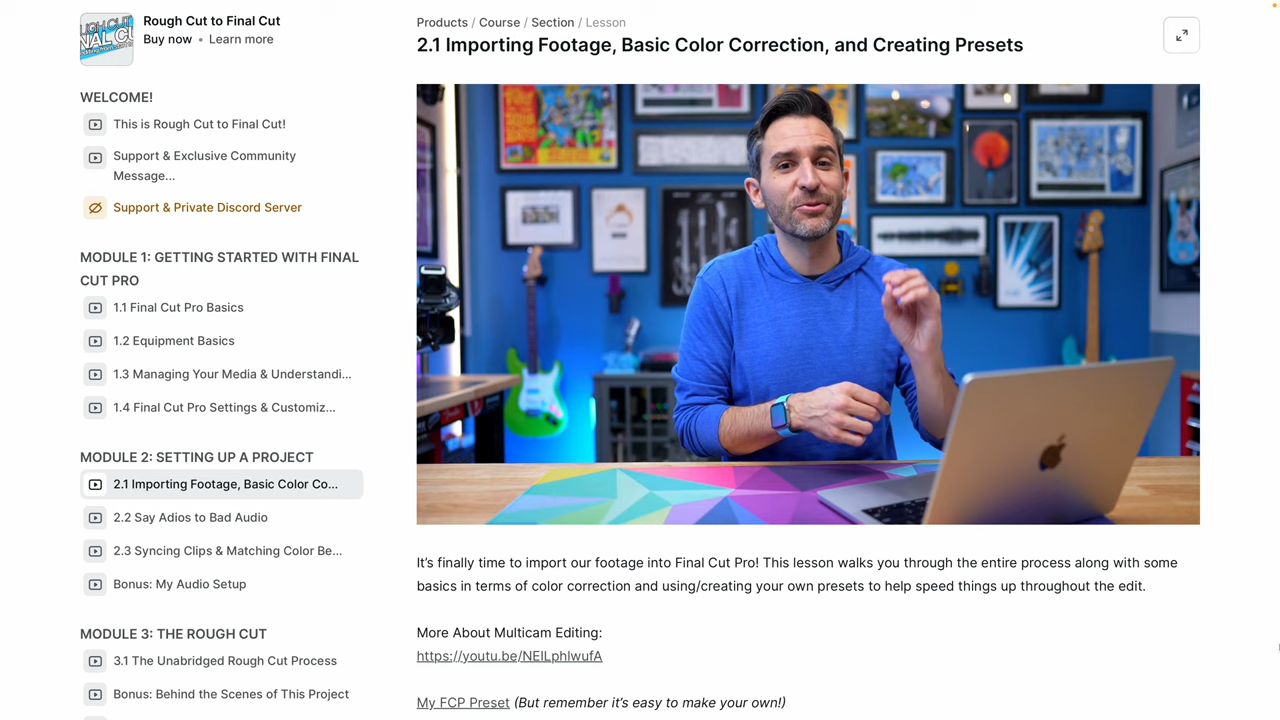 Rough Cut to Final Cut
Buy now • Learn more
WELCOME!
This is Rough Cut to Final Cut!
Support & Exclusive Community
Message...
Support & Private Discord Server
MODULE 1: GETTING STARTED WITH FINAL
CUT PRO
1.1 Final Cut Pro Basics
1.2 Equipment Basics
1.3 Managing Your Media & Understandi...
1.4 Final Cut Pro Settings & Customiz...
MODULE 2: SETTING UP A PROJECT
2.1 Importing Footage, Basic Color Co...
2.2 Say Adios to Bad Audio
2.3 Syncing Clips & Matching Color Be...
Bonus: My Audio Setup
MODULE 3: THE ROUGH CUT
3.1 The Unabridged Rough Cut Process
Bonus: Behind the Scenes of This Project
Products / Course / Section / Lesson
2.1 Importing Footage, Basic Color Correction, and Creating Presets
It’s finally time to import our footage into Final Cut Pro! This lesson walks you through the entire process along with some
basics in terms of color correction and using/creating your own presets to help speed things up throughout the edit.
More About Multicam Editing:
https://youtu.be/NEILphlwufA
My FCP Preset (But remember it’s easy to make your own!)